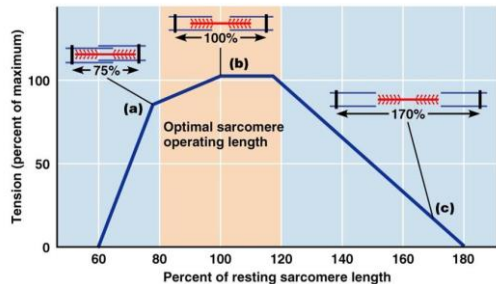 75%
100%
170%
(a)
(b)
(c)
Optimal sarcomere
operating length
Tension (percent of maximum)
100
50
0
60
80
100
120
140
160
180
Percent of resting sarcomere length